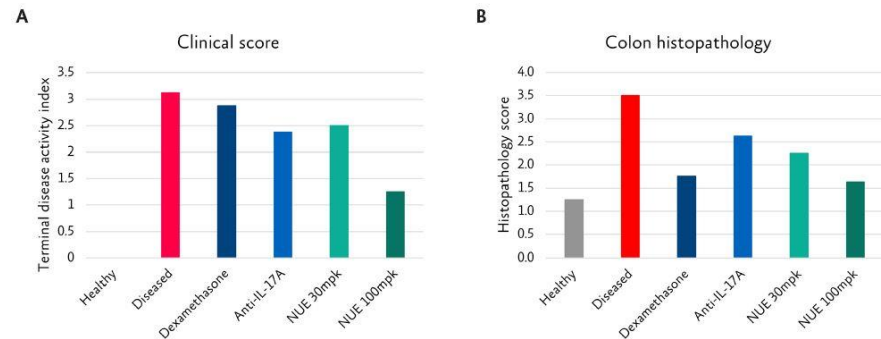 A
Clinical score
Terminal disease activity index
3.5
3
2.5
2
1.5
1
0.5
0
Healthy
Diseased
Dexamethasone
Anti-IL-17A
NUE 30mpk
NUE 100mpk
B
Colon histopathology
Histopathology score
4.0
3.5
3.0
2.5
2.0
1.5
1.0
0.5
0.0
Healthy
Diseased
Dexamethasone
Anti-IL-17A
NUE 30mpk
NUE 100mpk